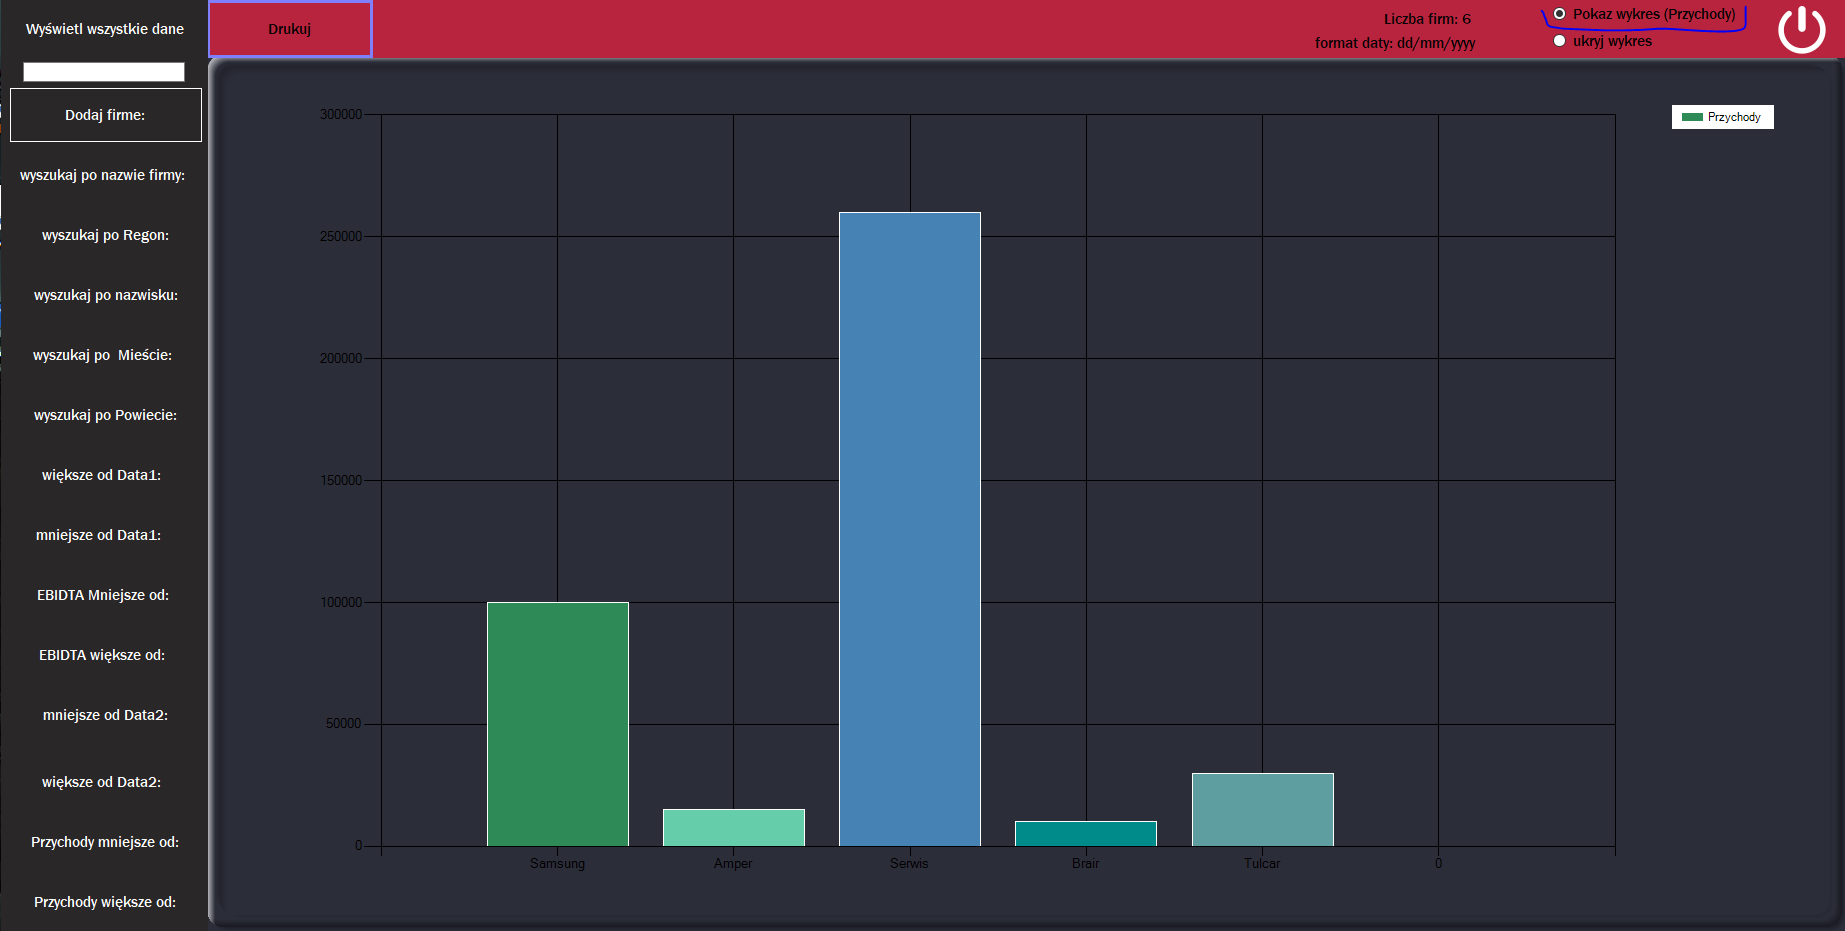 Wyświetl wszystkie dane
Dodaj firme:
wyszukaj po nazwie firmy:
wyszukaj po Regon:
wyszukaj po nazwisku:
wyszukaj po  Mieście:
wyszukaj po Powiecie:
większe od Data1:
mniejsze od Data1:
EBIDTA Mniejsze od:
EBIDTA większe od:
mniejsze od Data2:
większe od Data2:
Przychody mniejsze od:
Przychody większe od:
Drukuj
Liczba firm: 6
format daty: dd/mm/yyyy
Pokaz wykres (Przychody)
ukryj wykres
Przychody
300000
250000
200000
150000
100000
50000
0
Samsung Amper Serwis Brair Tulcar 0